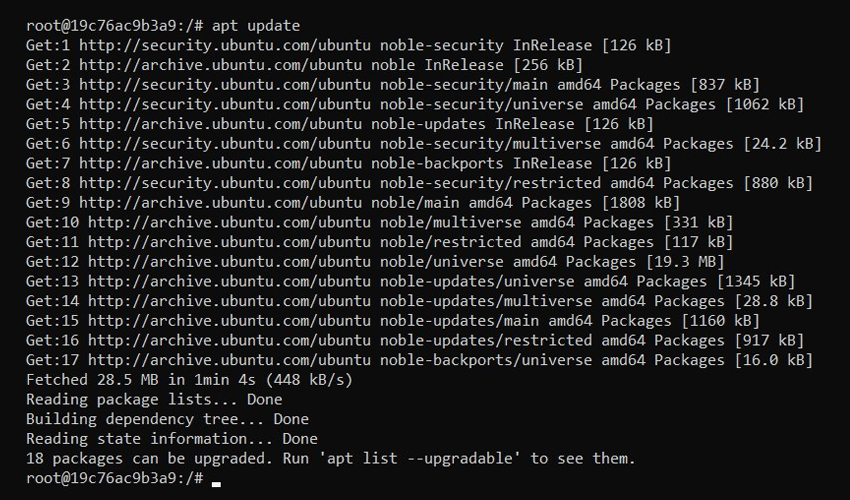 root@19c76ac9b3a9:/# apt update
Get:1 http://security.ubuntu.com/ubuntu noble-security InRelease [126 kB]
Get:2 http://archive.ubuntu.com/ubuntu noble InRelease [256 kB]
Get:3 http://security.ubuntu.com/ubuntu noble-security/main amd64 Packages [837 kB]
Get:4 http://security.ubuntu.com/ubuntu noble-security/universe amd64 Packages [1062 kB]
Get:5 http://archive.ubuntu.com/ubuntu noble-updates InRelease [126 kB]
Get:6 http://security.ubuntu.com/ubuntu noble-security/multiverse amd64 Packages [24.2 kB]
Get:7 http://archive.ubuntu.com/ubuntu noble-backports InRelease [126 kB]
Get:8 http://security.ubuntu.com/ubuntu noble-security/restricted amd64 Packages [880 kB]
Get:9 http://archive.ubuntu.com/ubuntu noble/main amd64 Packages [1808 kB]
Get:10 http://archive.ubuntu.com/ubuntu noble/multiverse amd64 Packages [331 kB]
Get:11 http://archive.ubuntu.com/ubuntu noble/restricted amd64 Packages [117 kB]
Get:12 http://archive.ubuntu.com/ubuntu noble/universe amd64 Packages [19.3 MB]
Get:13 http://archive.ubuntu.com/ubuntu noble-updates/universe amd64 Packages [1345 kB]
Get:14 http://archive.ubuntu.com/ubuntu noble-updates/multiverse amd64 Packages [28.8 kB]
Get:15 http://archive.ubuntu.com/ubuntu noble-updates/main amd64 Packages [1160 kB]
Get:16 http://archive.ubuntu.com/ubuntu noble-updates/restricted amd64 Packages [917 kB]
Get:17 http://archive.ubuntu.com/ubuntu noble-backports/universe amd64 Packages [16.0 kB]
Fetched 28.5 MB in 1min 4s (448 kB/s)
Reading package lists... Done
Building dependency tree... Done
Reading state information... Done
18 packages can be upgraded. Run 'apt list --upgradable' to see them.
root@19c76ac9b3a9:/#